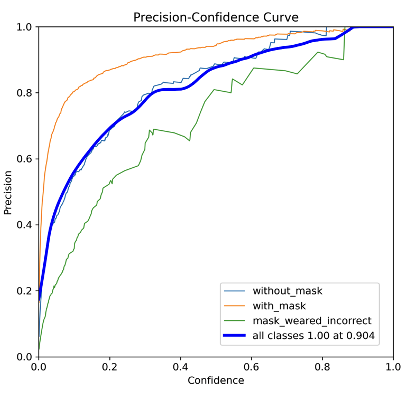 Precision-Confidence Curve
1.0
0.8
0.6
0.4
0.2
0.0
Precision
0.0 0.2 0.4 0.6 0.8 1.0
Confidence
without_mask
with_mask
mask_weared_incorrect
all classes 1.00 at 0.904